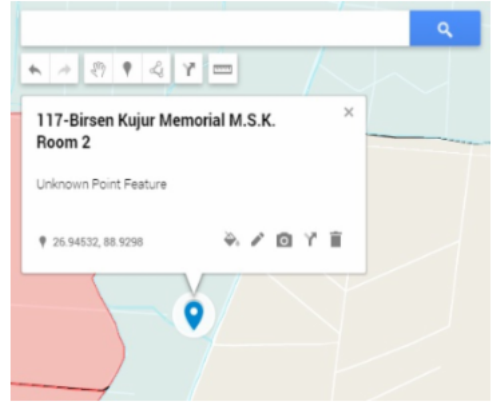 117-Birsen Kujur Memorial M.S.K.
Room 2
Unknown Point Feature
26.94532, 88.9298